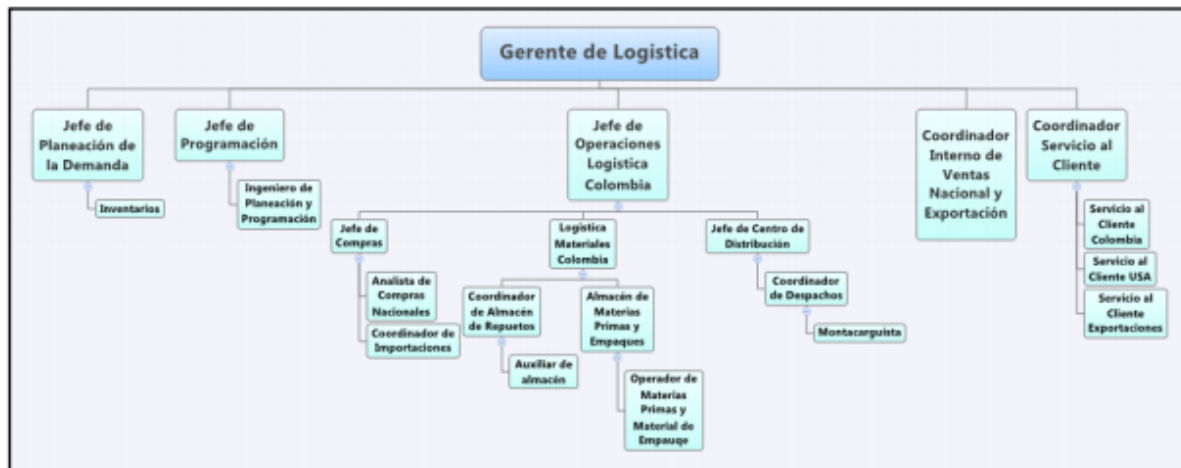 Gerente de Logistica
Jefe de
Planeación de
la Demanda
Inventarios
Jefe de
Programación
Ingeniero de
Planeación y
Programación
Jefe de
Operaciones
Logistica
Colombia
Jefe de
Compras
Analista de
Compras
Nacionales
Coordinador de
Importaciones
Logistica
Materiales
Colombia
Coordinador
de Almacén
de Repuetos
Auxiliar de
almacén
Almacén de
Materias
Primas y
Empaques
Operador de
Materias
Primas y
Material de
Empauqe
Jefe de Centro de
Distribución
Coordinador
de Despachos
Montacarguista
Coordinador
Interno de
Ventas
Nacional y
Exportación
Coordinador
Servicio al
Cliente
Servicio al
Cliente
Colombia
Servicio al
Cliente USA
Servicio al
Cliente
Exportaciones